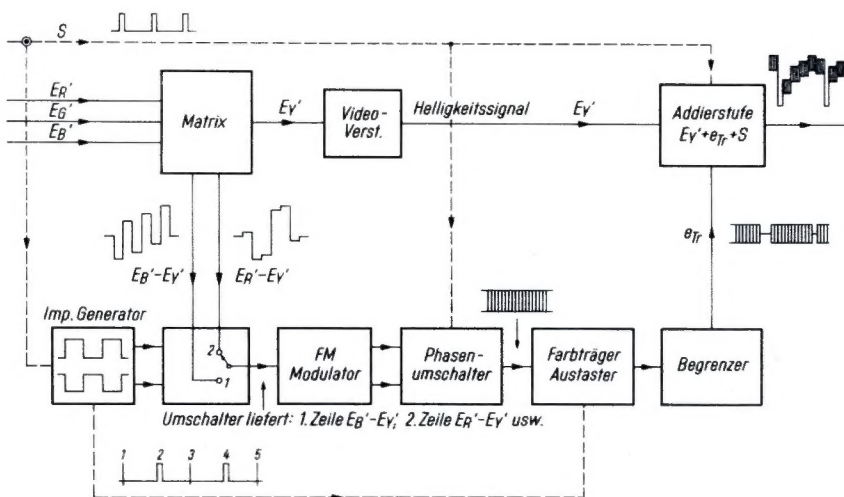 S
E_R'
E_G'
E_B'
Matrix
E_Y'
Video-
Verst.
Helligkeitssignal
E_Y'
Addierstufe
E_Y'+e_Tr+S
E_B'–E_Y'
E_R'–E_Y'
e_Tr
Imp. Generator
2
1
FM
Modulator
Phasen-
umschalter
Farbträger
Austaster
Begrenzer
Umschalter liefert: 1. Zeile E_B'–E_Y'; 2. Zeile E_R'–E_Y' usw.
1 2 3 4 5